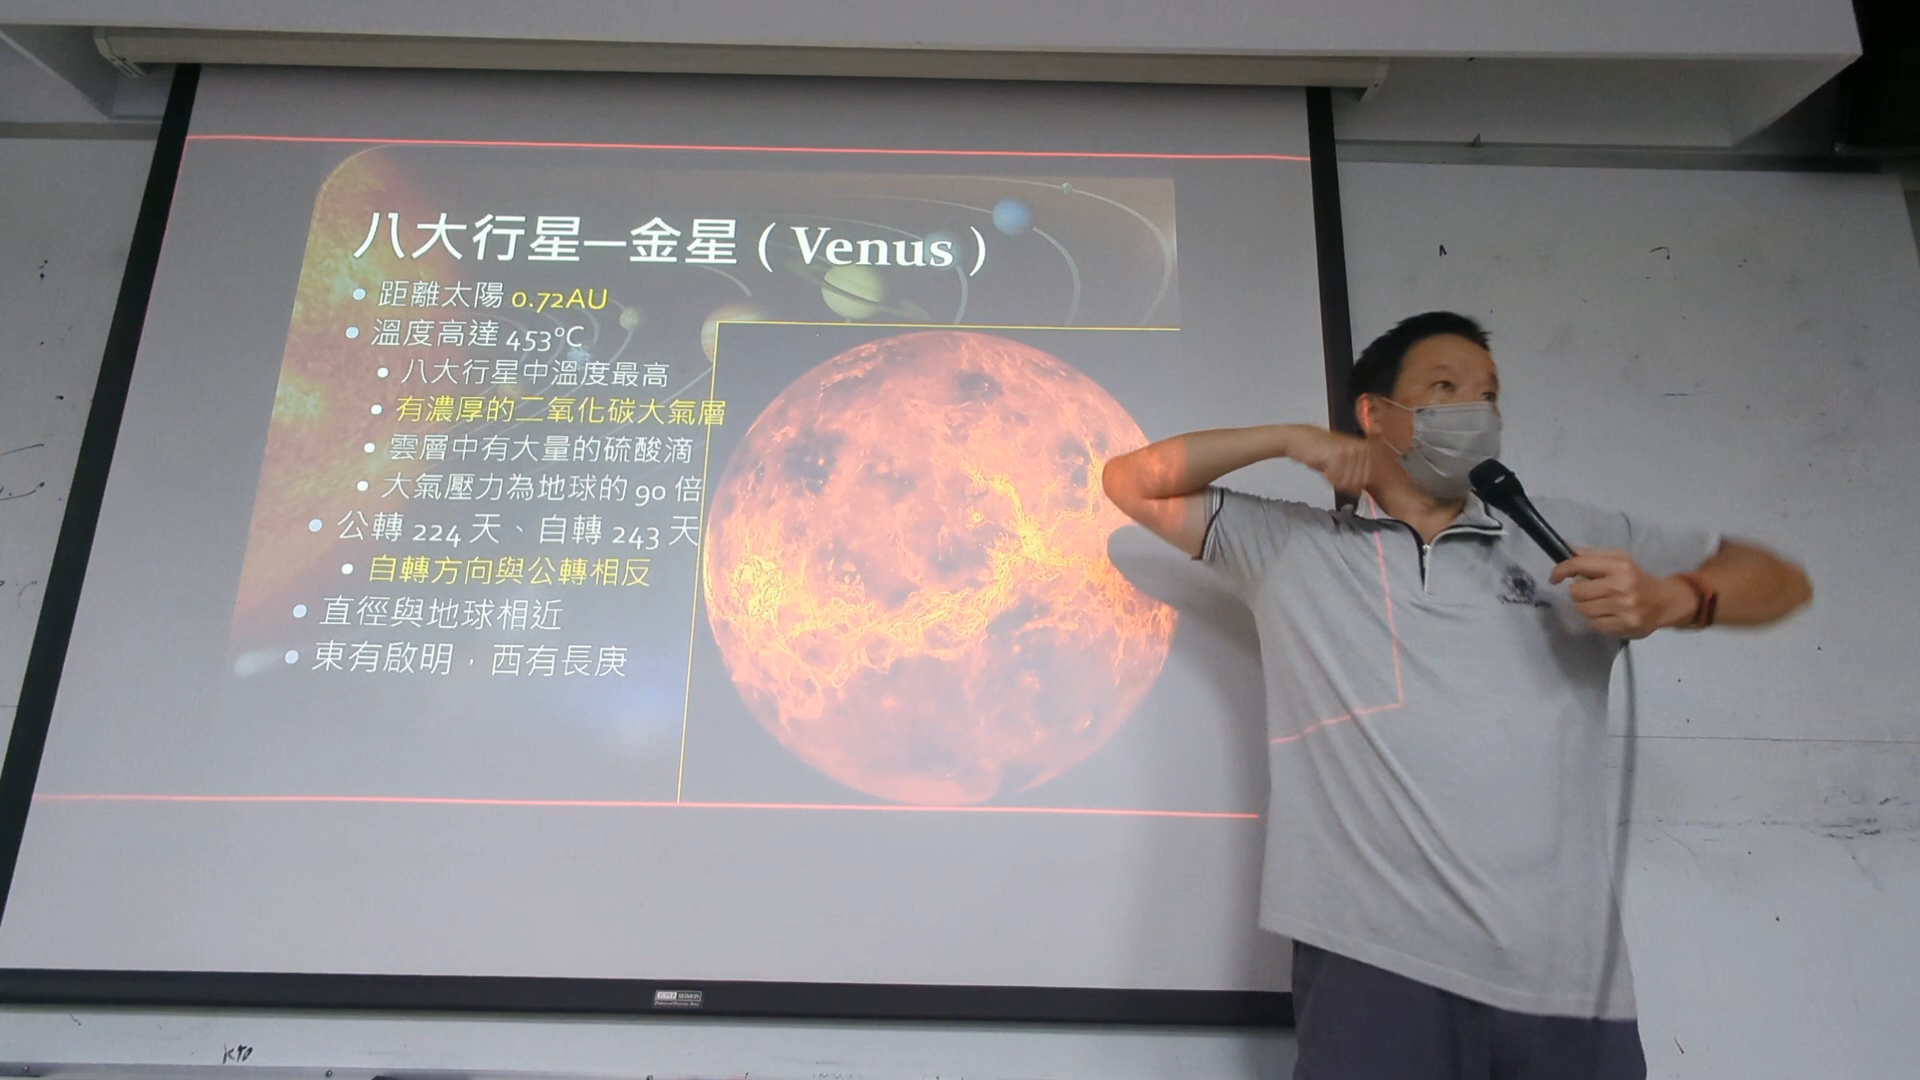 八大行星—金星（Venus）
距離太陽 0.72AU
溫度高達 453°C
八大行星中溫度最高
有濃厚的二氧化碳大氣層
雲層中有大量的硫酸滴
大氣壓力為地球的 90 倍
公轉 224 天、自轉 243 天
自轉方向與公轉相反
直徑與地球相近
東有啟明，西有長庚